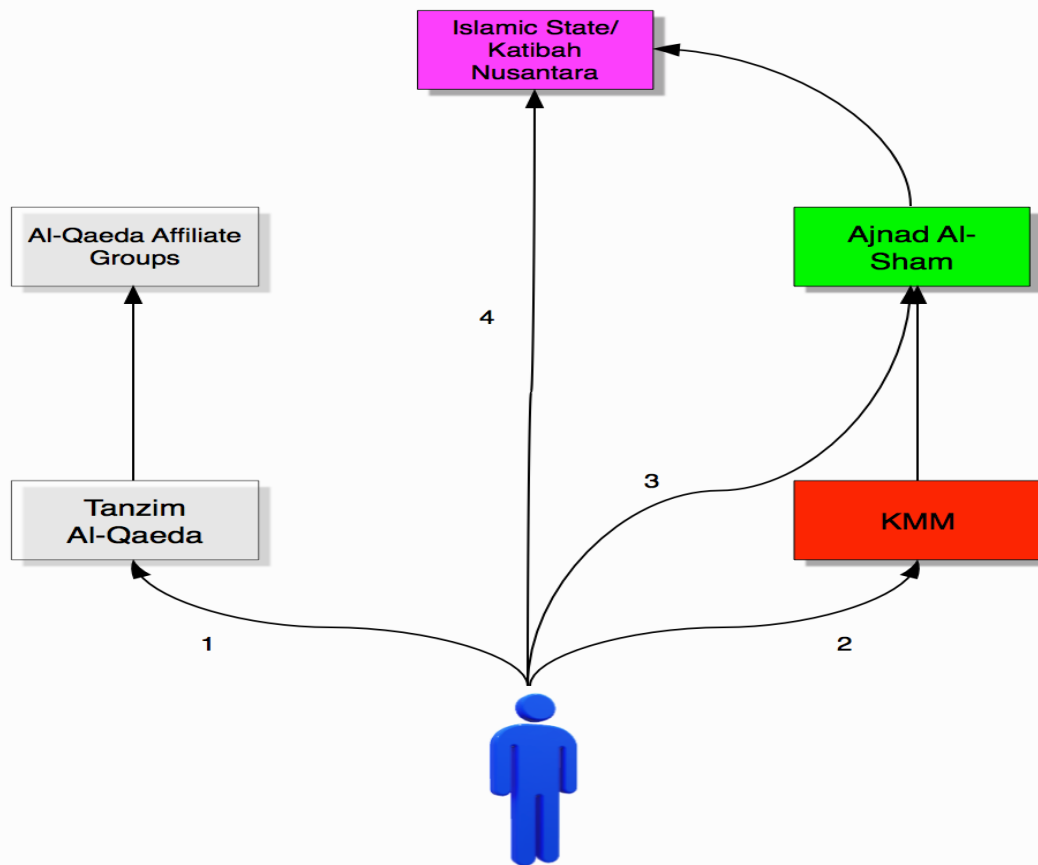 Islamic State/
Katibah
Nusantara
Al-Qaeda Affiliate
Groups
Ajnad Al-
Sham
4
3
Tanzim
Al-Qaeda
KMM
1
2